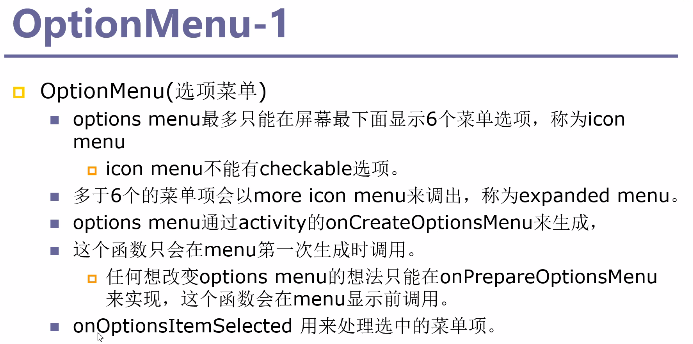 OptionMenu-1
OptionMenu(选项菜单)
options menu最多只能在屏幕最下面显示6个菜单选项，称为icon
menu
icon menu不能有checkable选项。
多于6个的菜单项会以more icon menu来调出，称为expanded menu。
options menu通过activity的onCreateOptionsMenu来生成，
这个函数只会在menu第一次生成时调用。
任何想改变options menu的想法只能在onPrepareOptionsMenu
来实现，这个函数会在menu显示前调用。
onOptionsItemSelected 用来处理选中的菜单项。